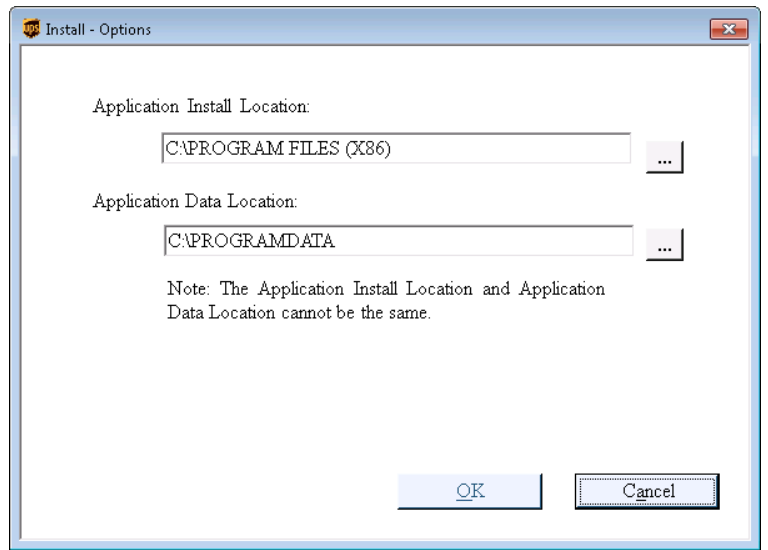 ups Install - Options
Application Install Location:
C:\PROGRAM FILES (X86)
...
Application Data Location:
C:\PROGRAMDATA
...
Note: The Application Install Location and Application
Data Location cannot be the same.
OK
Cancel